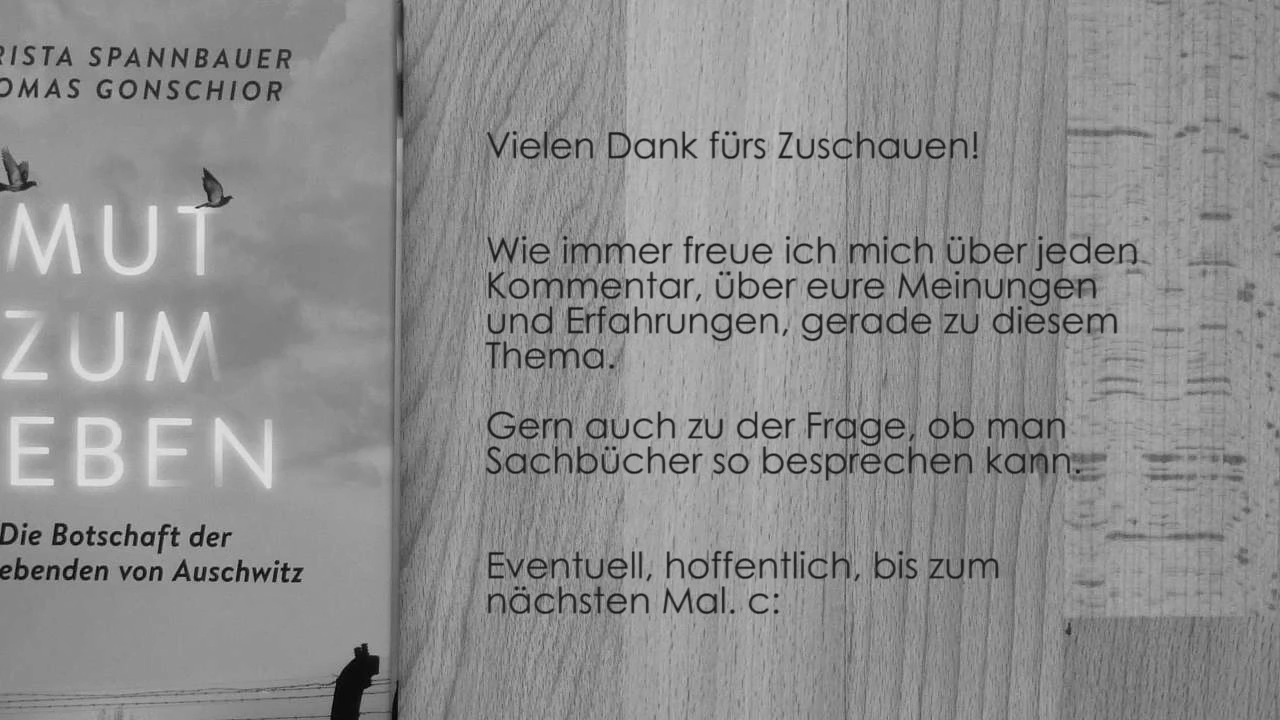 RISTA SPANNBAUER
OMAS GONSCHIOR
MUT
ZUM
EBEN
Die Botschaft der
ebenden von Auschwitz
Vielen Dank fürs Zuschauen!
Wie immer freue ich mich über jeden
Kommentar, über eure Meinungen
und Erfahrungen, gerade zu diesem
Thema.
Gern auch zu der Frage, ob man
Sachbücher so besprechen kann.
Eventuell, hoffentlich, bis zum
nächsten Mal. c: